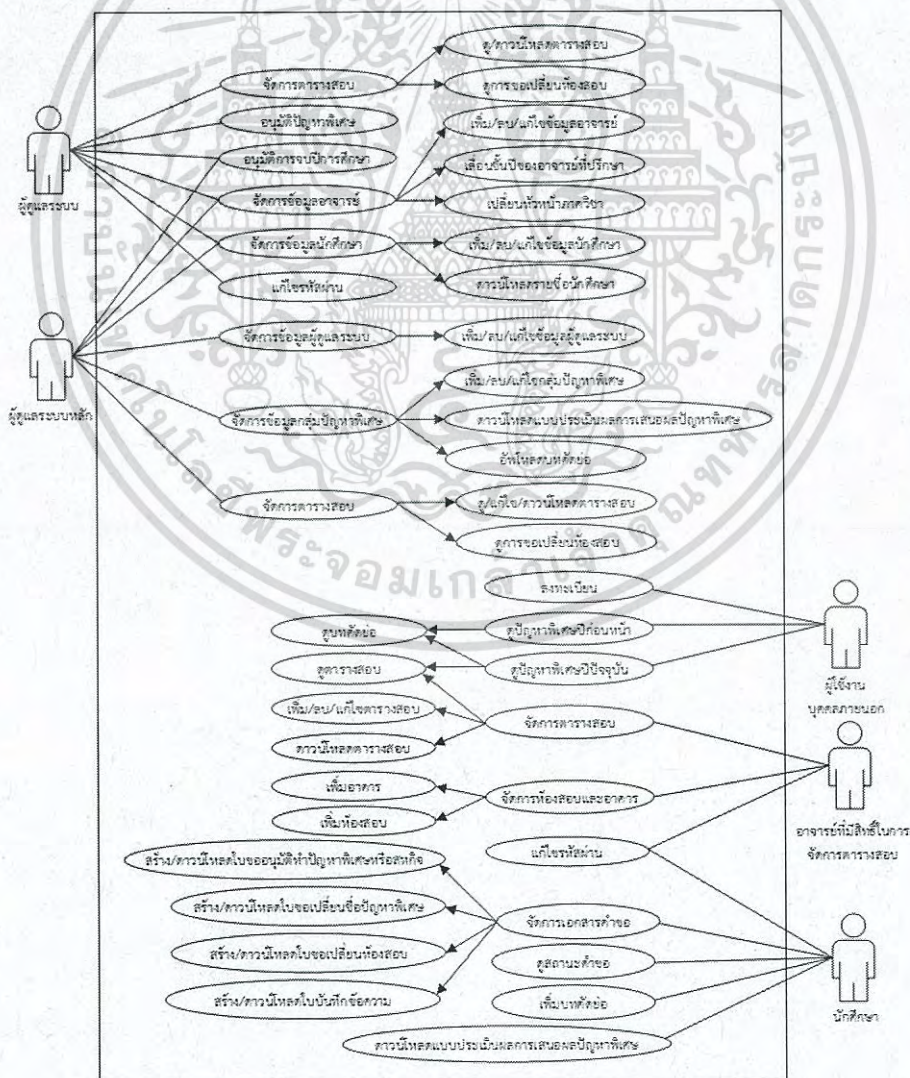 ดู/ดาวน์โหลดตารางสอบ
จัดการตารางสอบ
ดูการขอเปลี่ยนห้องสอบ
อนุมัติปัญหาพิเศษ
เพิ่ม/ลบ/แก้ไขข้อมูลอาจารย์
อนุมัติการจบปีการศึกษา
เลื่อนชั้นปีของอาจารย์ที่ปรึกษา
ผู้ดูแลระบบ
จัดการข้อมูลอาจารย์
เปลี่ยนหัวหน้าภาควิชา
จัดการข้อมูลนักศึกษา
เพิ่ม/ลบ/แก้ไขข้อมูลนักศึกษา
แก้ไขรหัสผ่าน
ดาวน์โหลดรายชื่อนักศึกษา
จัดการข้อมูลผู้ดูแลระบบ
เพิ่ม/ลบ/แก้ไขข้อมูลผู้ดูแลระบบ
เพิ่ม/ลบ/แก้ไขกลุ่มปัญหาพิเศษ
ผู้ดูแลระบบหลัก
จัดการข้อมูลกลุ่มปัญหาพิเศษ
ดาวน์โหลดแบบประเมินผลการเสนอผลปัญหาพิเศษ
อัพโหลดบทคัดย่อ
จัดการตารางสอบ
ดู/แก้ไข/ดาวน์โหลดตารางสอบ
ดูการขอเปลี่ยนห้องสอบ
ลงทะเบียน
ดูบทคัดย่อ
ดูปัญหาพิเศษปีก่อนหน้า
ดูตารางสอบ
ดูปัญหาพิเศษปีปัจจุบัน
ผู้ใช้งาน
บุคคลภายนอก
เพิ่ม/ลบ/แก้ไขตารางสอบ
จัดการตารางสอบ
ดาวน์โหลดตารางสอบ
เพิ่มอาคาร
จัดการห้องสอบและอาคาร
เพิ่มห้องสอบ
อาจารย์ที่มีสิทธิ์ในการ
จัดการตารางสอบ
แก้ไขรหัสผ่าน
สร้าง/ดาวน์โหลดใบขออนุมัติทำปัญหาพิเศษหรือสหกิจ
สร้าง/ดาวน์โหลดใบขอเปลี่ยนชื่อปัญหาพิเศษ
จัดการเอกสารคำขอ
สร้าง/ดาวน์โหลดใบขอเปลี่ยนห้องสอบ
ดูสถานะคำขอ
สร้าง/ดาวน์โหลดใบบันทึกข้อความ
เพิ่มบทคัดย่อ
นักศึกษา
ดาวน์โหลดแบบประเมินผลการเสนอผลปัญหาพิเศษ